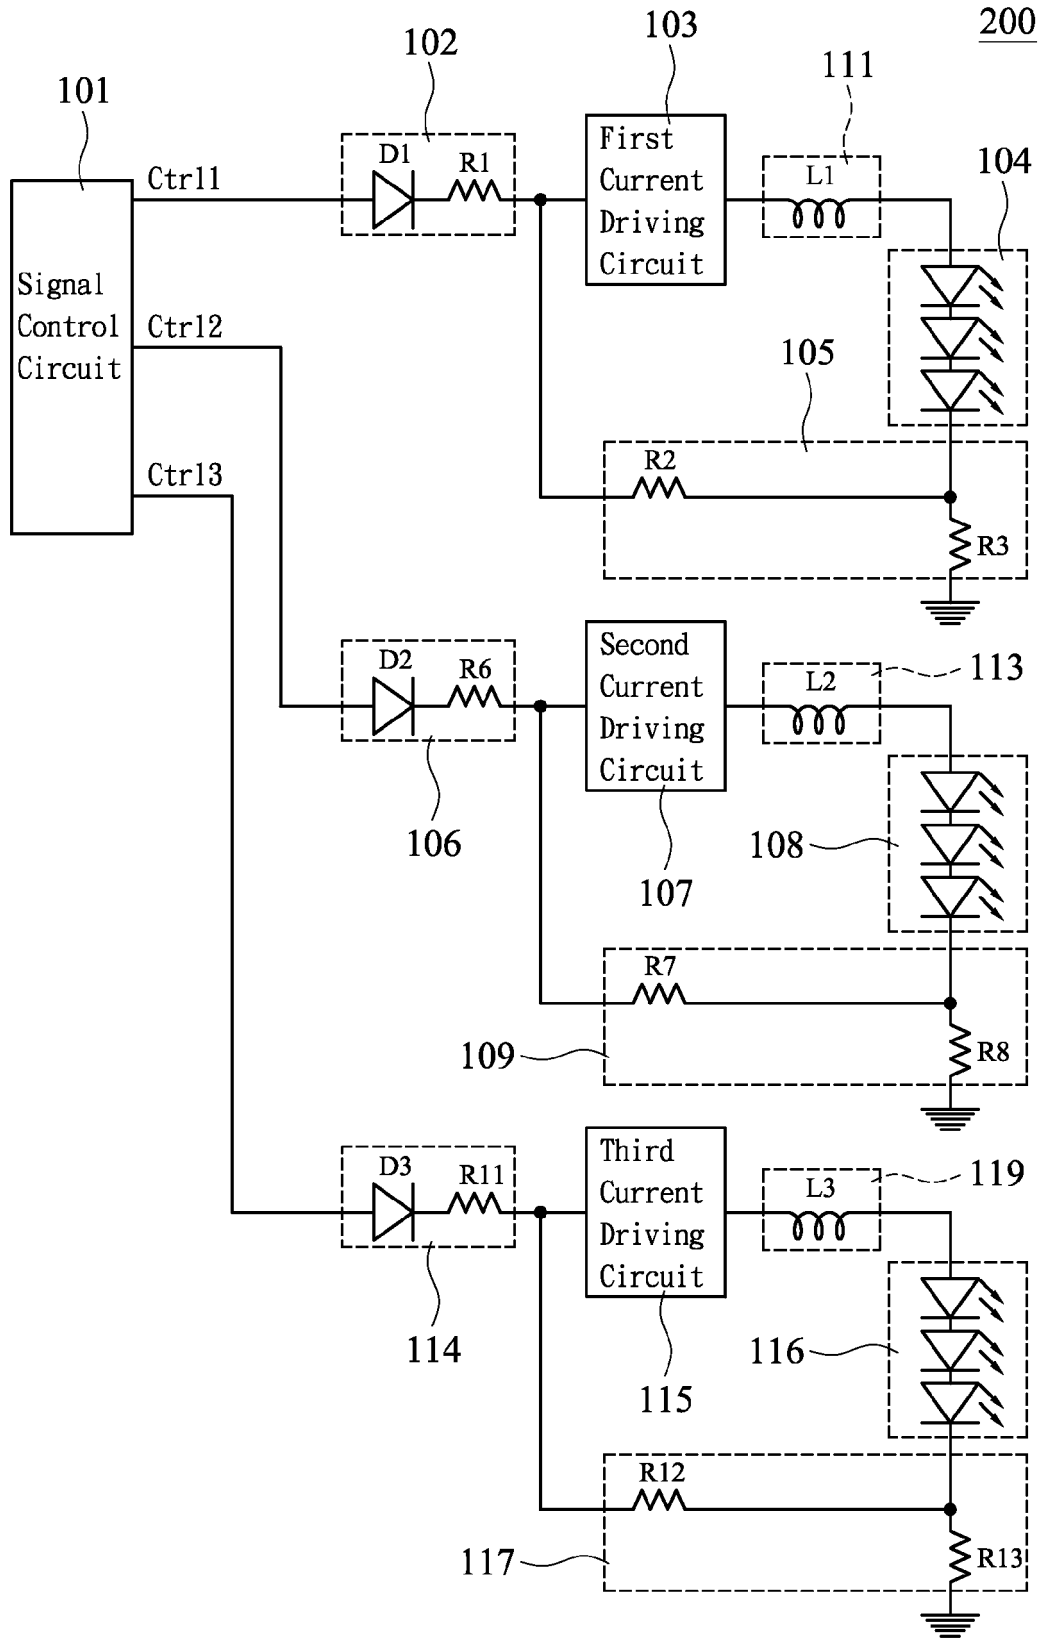 200
103
102
111
101
104
D1
R1
First
Current
Driving
Circuit
L1
Ctrl1
Signal
Control
Circuit
Ctrl2
105
Ctrl3
R2
R3
Second
Current
Driving
Circuit
D2
R6
L2
113
106
107
108
R7
109
R8
Third
Current
Driving
Circuit
D3
R11
L3
119
114
115
116
R12
117
R13